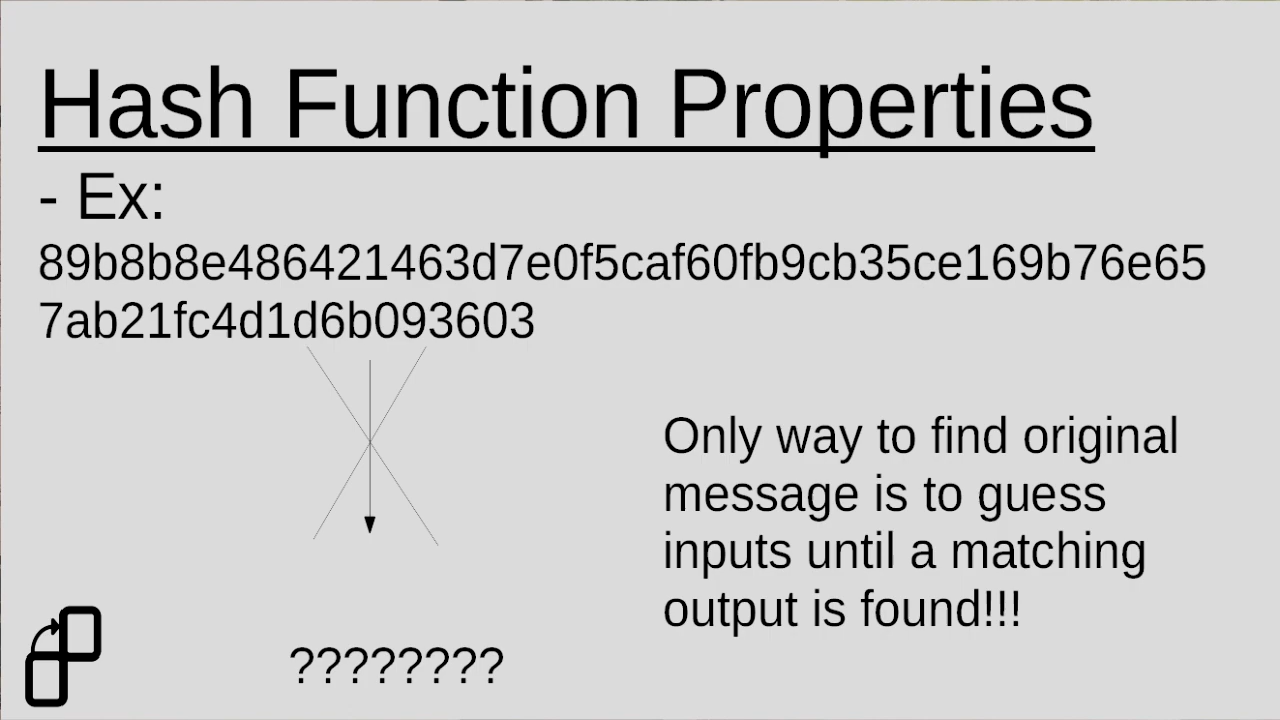 Hash Function Properties
- Ex:
89b8b8e486421463d7e0f5caf60fb9cb35ce169b76e65
7ab21fc4d1d6b093603
Only way to find original
message is to guess
inputs until a matching
output is found!!!
????????